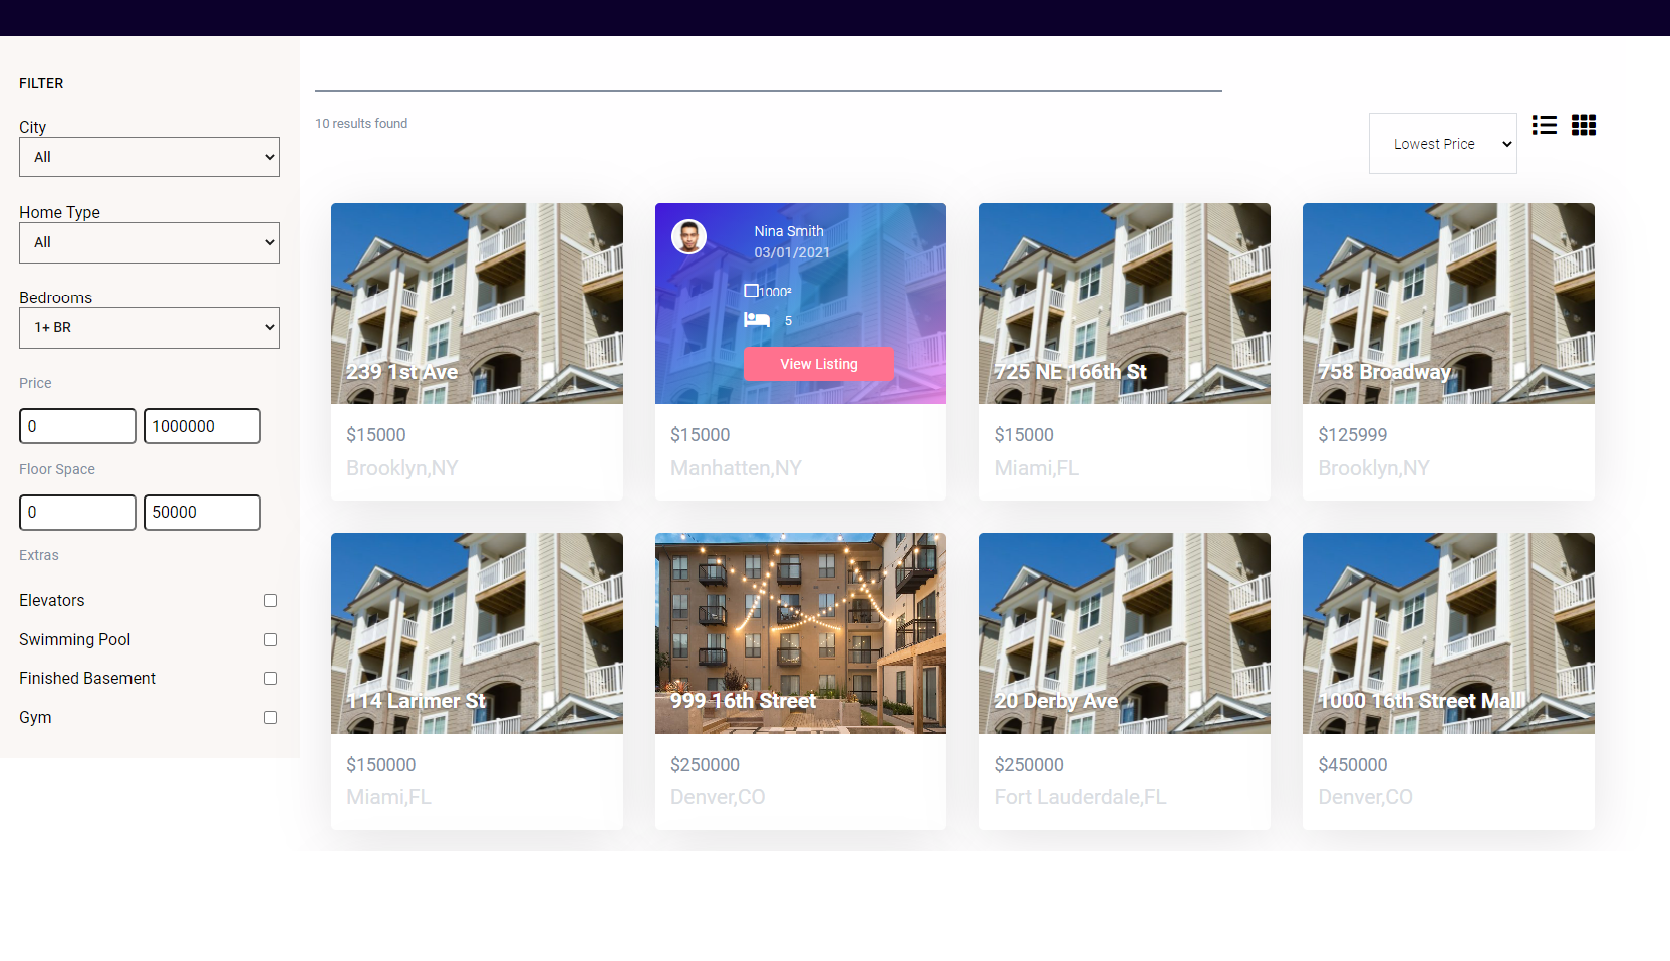 FILTER
City
All
Home Type
All
Bedrooms
1+ BR
Price
0
1000000
Floor Space
0
50000
Extras
Elevators
Swimming Pool
Finished Basement
Gym
10 results found
Lowest Price
239 1st Ave
$15000
Brooklyn,NY
Nina Smith
03/01/2021
1000²
5
View Listing
$15000
Manhatten,NY
725 NE 166th St
$15000
Miami,FL
758 Broadway
$125999
Brooklyn,NY
114 Larimer St
$150000
Miami,FL
999 16th Street
$250000
Denver,CO
20 Derby Ave
$250000
Fort Lauderdale,FL
1000 16th Street Mall
$450000
Denver,CO